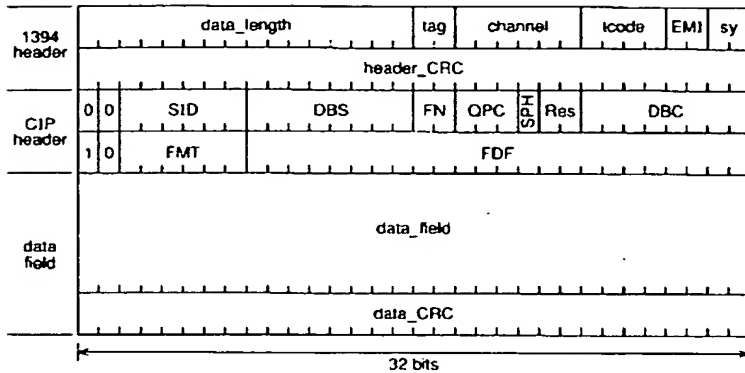 1394 header
data_length tag channel tcode EMI sy
header_CRC
CIP header
0 0 SID DBS FN QPC SPH Res DBC
1 0 FMT FDF
data field
data_field
data_CRC
32 bits